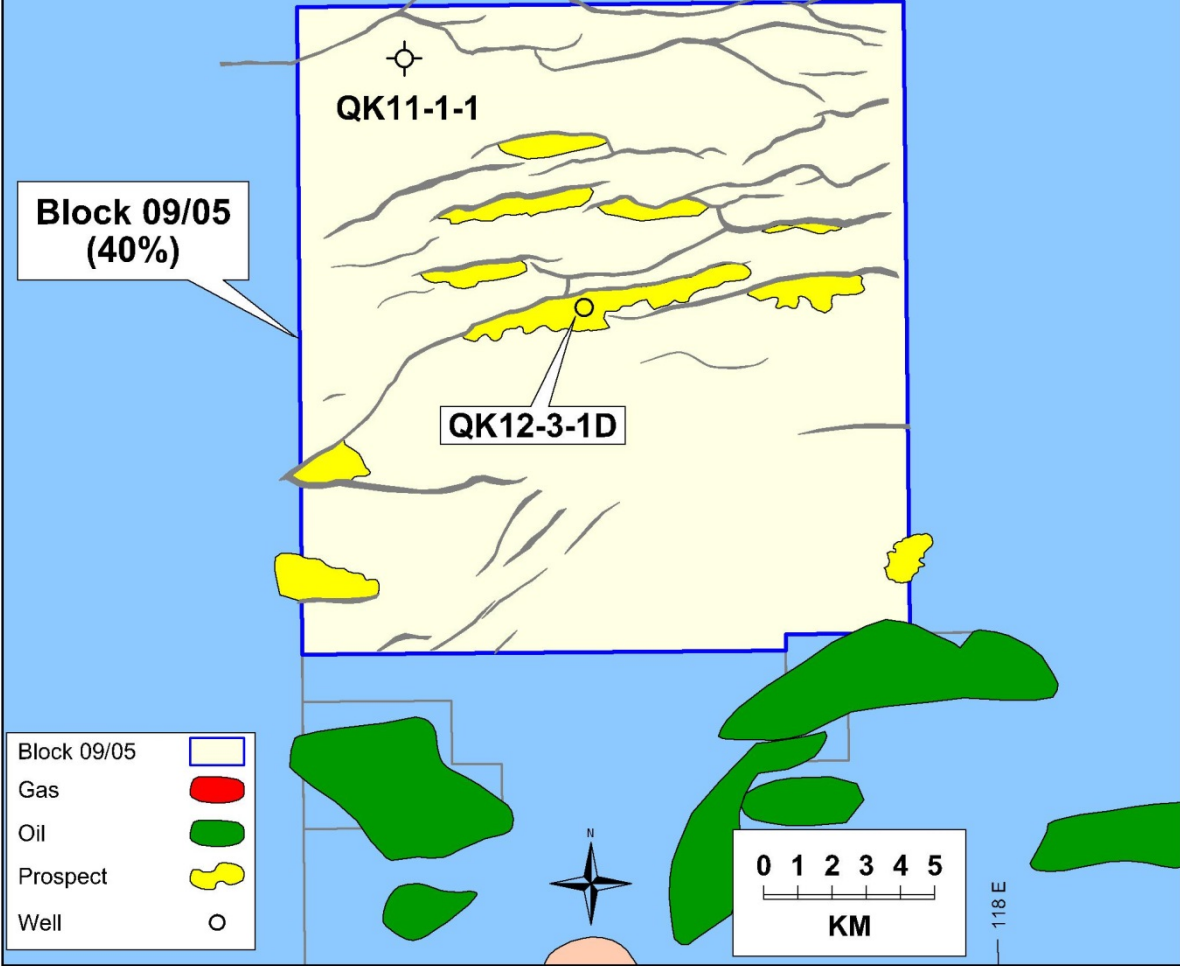 QK11-1-1
Block 09/05
(40%)
QK12-3-1D
Block 09/05
Gas
Oil
Prospect
Well
N
0 1 2 3 4 5
KM
118 E